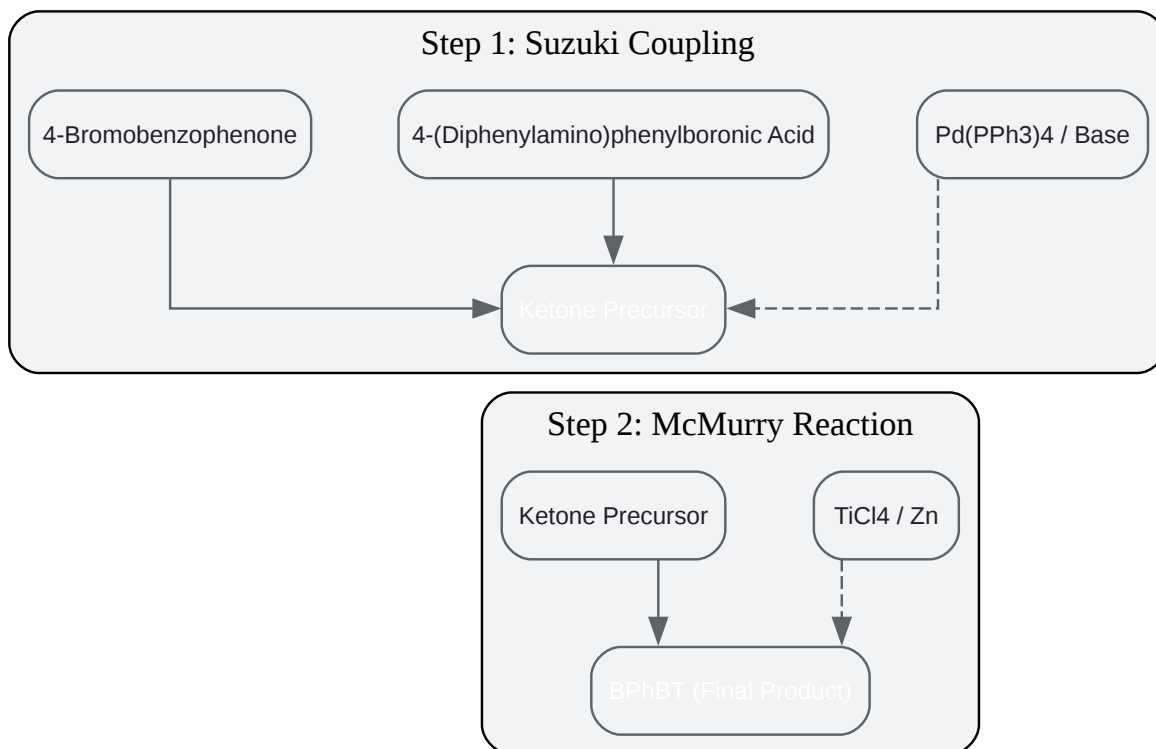 Step 1: Suzuki Coupling
4-Bromobenzophenone
4-(Diphenylamino)phenylboronic Acid
Pd(PPh3)4 / Base
Ketone Precursor
Step 2: McMurry Reaction
Ketone Precursor
TiCl4 / Zn
BPhBT (Final Product)